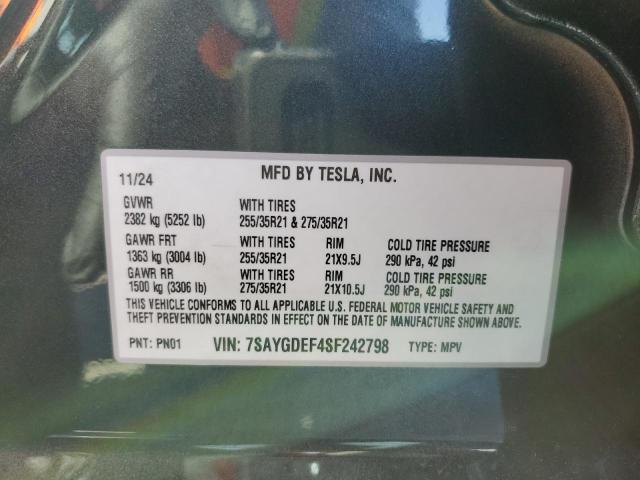 11/24 MFD BY TESLA, INC.
GVWR WITH TIRES
2382 kg (5252 lb) 255/35R21 & 275/35R21
GAWR FRT WITH TIRES RIM COLD TIRE PRESSURE
1363 kg (3004 lb) 255/35R21 21X9.5J 290 kPa, 42 psi
GAWR RR WITH TIRES RIM COLD TIRE PRESSURE
1500 kg (3306 lb) 275/35R21 21X10.5J 290 kPa, 42 psi
THIS VEHICLE CONFORMS TO ALL APPLICABLE U.S. FEDERAL MOTOR VEHICLE SAFETY AND
THEFT PREVENTION STANDARDS IN EFFECT ON THE DATE OF MANUFACTURE SHOWN ABOVE.
PNT: PN01 VIN: 7SAYGDEF4SF242798 TYPE: MPV